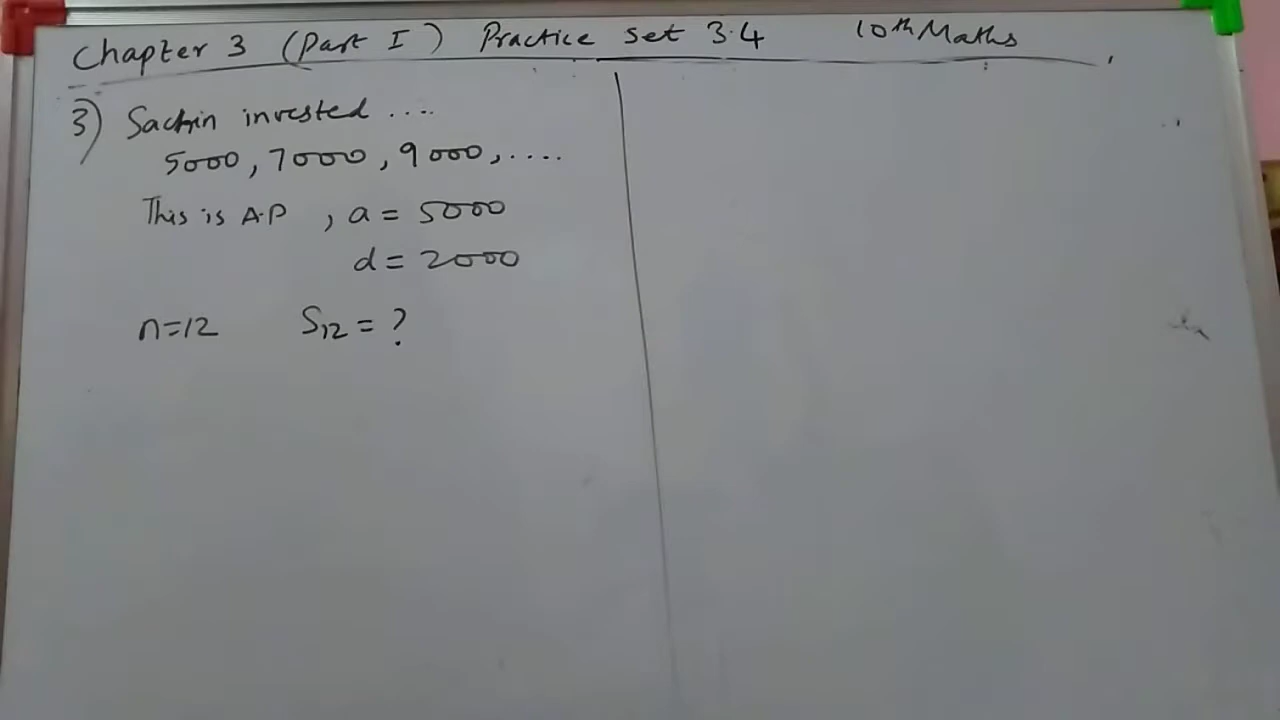 Chapter 3 (Part I) Practice set 3.4 10th Maths
3) Sachin invested ....
5000, 7000, 9000, ....
This is A.P , a = 5000
d = 2000
n=12 S12 = ?